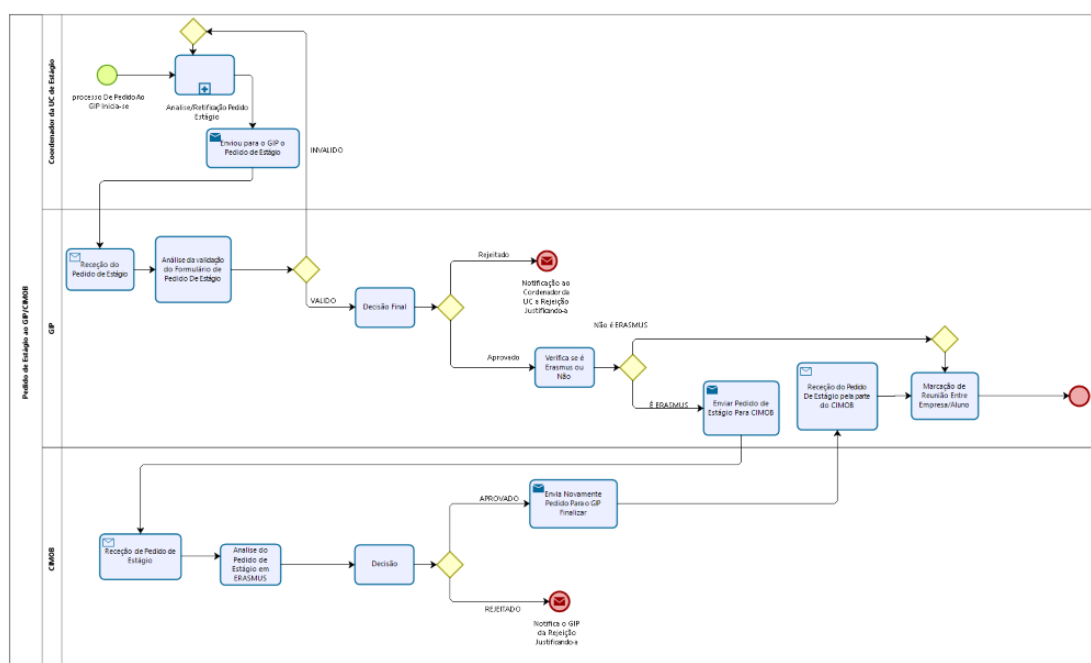 Pedido de Estágio ao GIP/CIMOB
Coordenador da UC de Estágio
processo De Pedido Ao
GIP Inicia-se
Analise/Retificação Pedido
Estágio
Enviou para o GIP o
Pedido de Estágio
INVALIDO
GIP
Receção do
Pedido de Estágio
Análise da validação
do Formulário de
Pedido De Estágio
VALIDO
Decisão Final
Rejeitado
Notificação ao
Cordenador da
UC a Rejeição
Justificando-a
Aprovado
Verifica se é
Erasmus ou
Não
Não é ERASMUS
É ERASMUS
Enviar Pedido de
Estágio Para CIMOB
Receção do Pedido
De Estágio pela parte
do CIMOB
Marcação de
Reunião Entre
Empresa/Aluno
CIMOB
Receção de Pedido de
Estágio
Analise do
Pedido de
Estágio em
ERASMUS
Decisão
APROVADO
Envia Novamente
Pedido Para o GIP
Finalizar
REJEITADO
Notifica o GIP
da Rejeição
Justificando-a